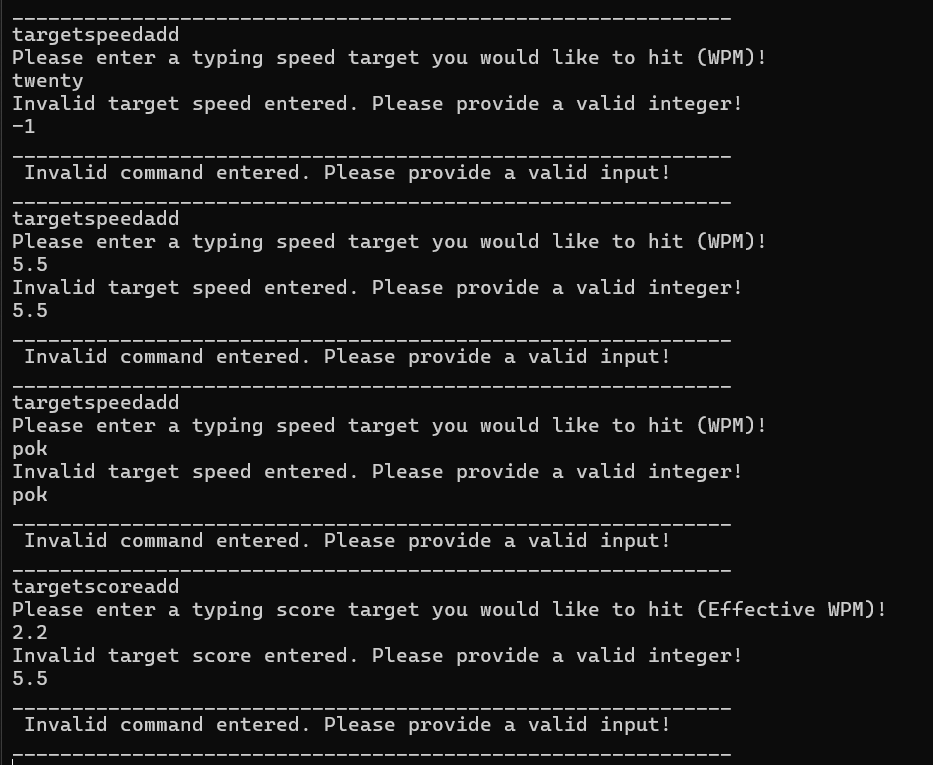 ____________________________________________________________
targetspeedadd
Please enter a typing speed target you would like to hit (WPM)!
twenty
Invalid target speed entered. Please provide a valid integer!
-1
____________________________________________________________
 Invalid command entered. Please provide a valid input!
____________________________________________________________
targetspeedadd
Please enter a typing speed target you would like to hit (WPM)!
5.5
Invalid target speed entered. Please provide a valid integer!
5.5
____________________________________________________________
 Invalid command entered. Please provide a valid input!
____________________________________________________________
targetspeedadd
Please enter a typing speed target you would like to hit (WPM)!
pok
Invalid target speed entered. Please provide a valid integer!
pok
____________________________________________________________
 Invalid command entered. Please provide a valid input!
____________________________________________________________
targetscoreadd
Please enter a typing score target you would like to hit (Effective WPM)!
2.2
Invalid target score entered. Please provide a valid integer!
5.5
____________________________________________________________
 Invalid command entered. Please provide a valid input!
____________________________________________________________